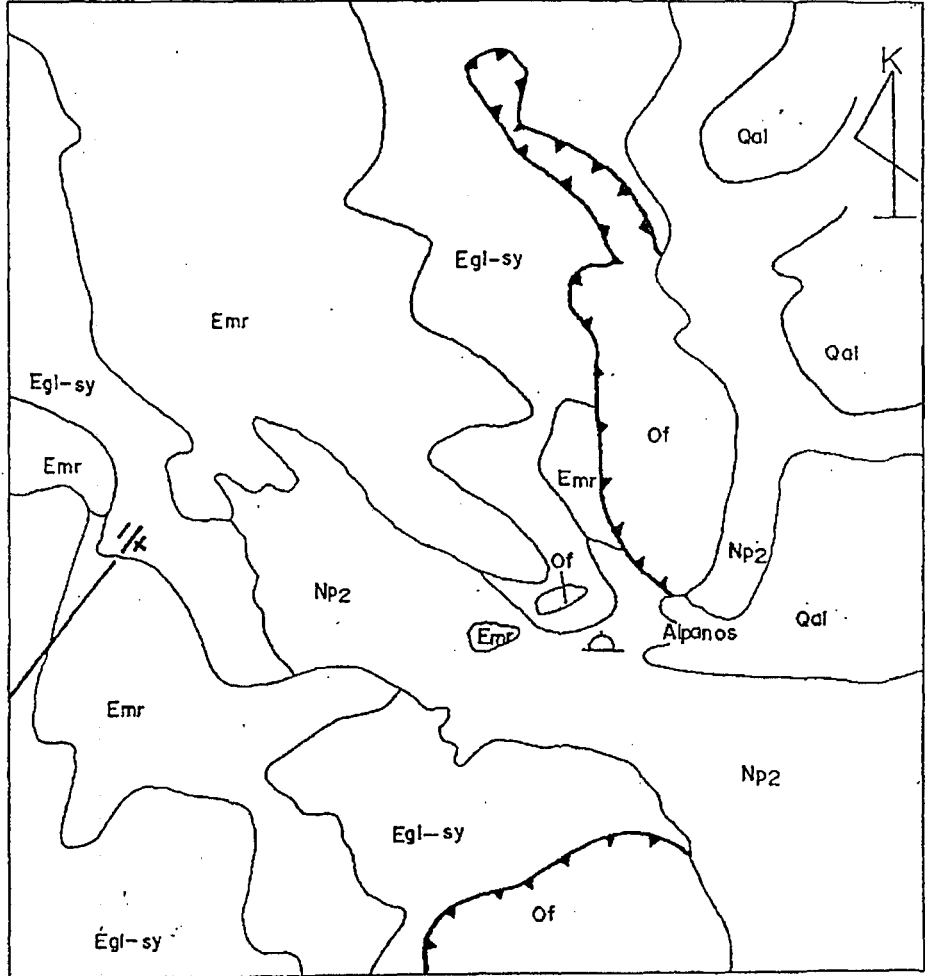 K
Qal
Egl-sy
Emr
Qal
Egl-sy
Of
Emr
Emr
Np2
Of
Np2
Qal
Alpanos
Emr
Emr
Np2
Egl-sy
Of
Egl-sy